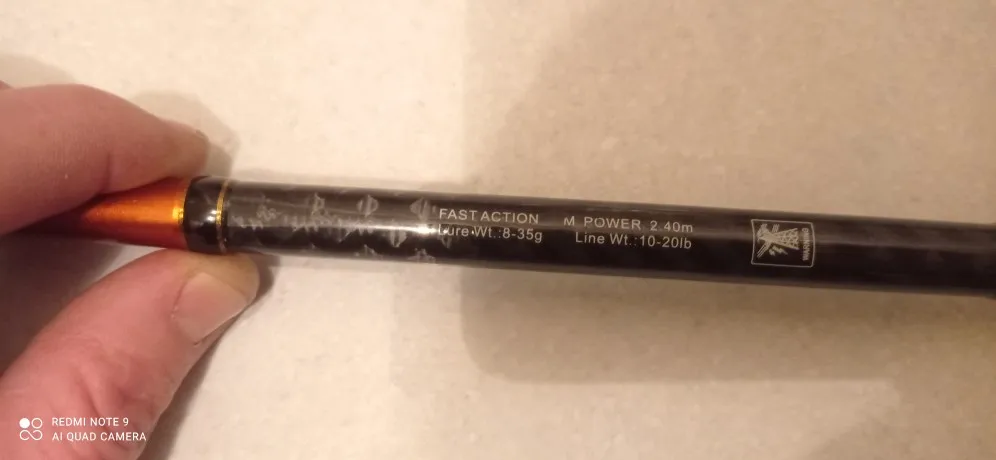 FAST ACTION M POWER 2.40m
Lure Wt.:8-35g Line Wt.:10-20lb
WARNING
REDMI NOTE 9
AI QUAD CAMERA